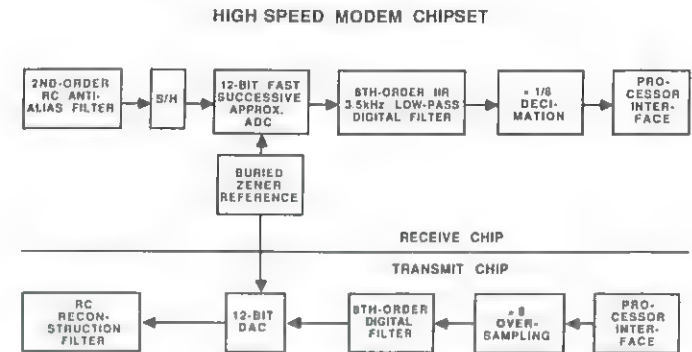 HIGH SPEED MODEM CHIPSET
2ND-ORDER
RC ANTI-
ALIAS FILTER
S/H
12-BIT FAST
SUCCESSIVE
APPROX.
ADC
8TH-ORDER IIR
3.5kHz LOW-PASS
DIGITAL FILTER
× 1/8
DECI-
MATION
PRO-
CESSOR
INTER-
FACE
BURIED
ZENER
REFERENCE
RECEIVE CHIP
TRANSMIT CHIP
RC
RECON-
STRUCTION
FILTER
12-BIT
DAC
8TH-ORDER
DIGITAL
FILTER
× 8
OVER-
SAMPLING
PRO-
CESSOR
INTER-
FACE